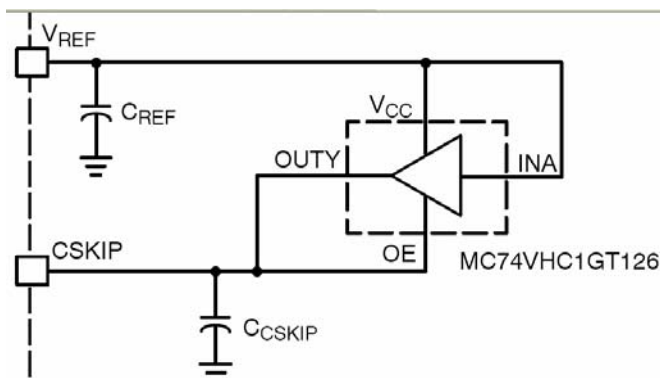 VREF
CREF
VCC
OUTY
INA
OE
MC74VHC1GT126
CSKIP
CCSKIP